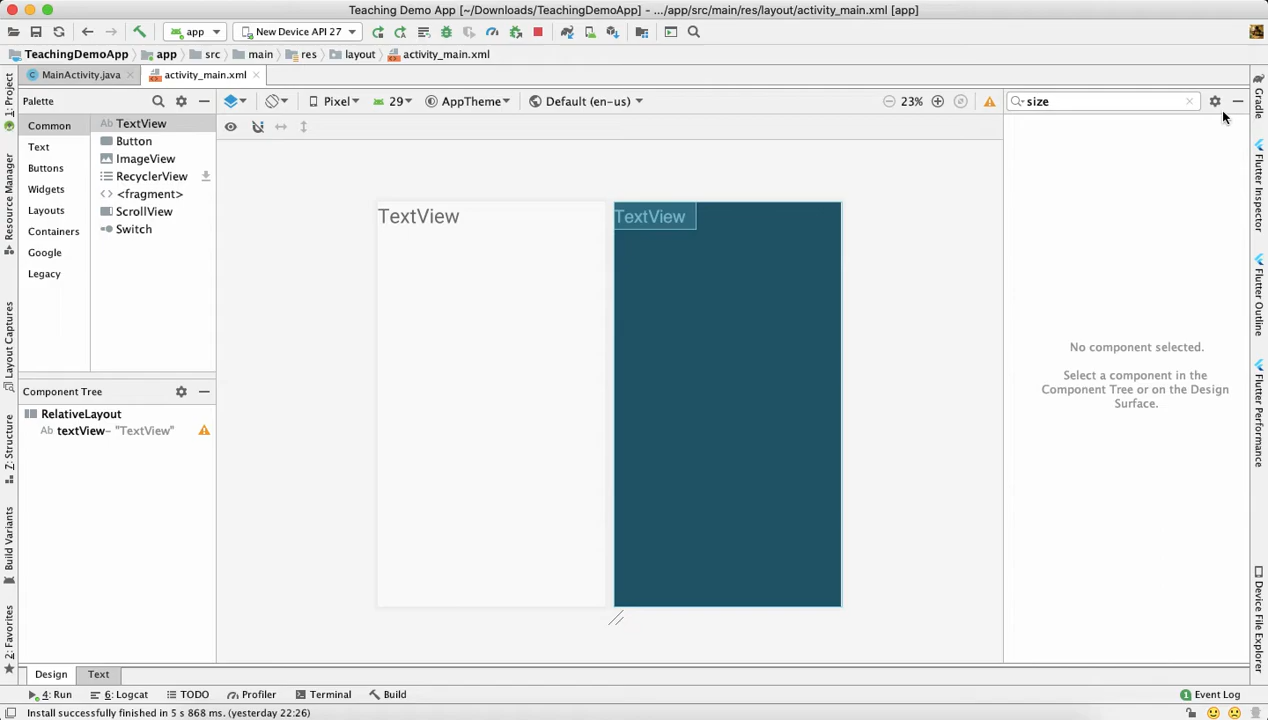 Teaching Demo App [~/Downloads/TeachingDemoApp] - .../app/src/main/res/layout/activity_main.xml [app]
app
New Device API 27
TeachingDemoApp
app
src
main
res
layout
activity_main.xml
MainActivity.java
activity_main.xml
Palette
Pixel
29
AppTheme
Default (en-us)
23%
size
Common
Text
Buttons
Widgets
Layouts
Containers
Google
Legacy
Ab TextView
Button
ImageView
RecyclerView
<fragment>
ScrollView
Switch
TextView
TextView
No component selected.
Select a component in the
Component Tree or on the Design
Surface.
Component Tree
RelativeLayout
Ab textView– "TextView"
1: Project
Resource Manager
Layout Captures
Z: Structure
Build Variants
2: Favorites
Gradle
Flutter Inspector
Flutter Outline
Flutter Performance
Device File Explorer
Design
Text
4: Run
6: Logcat
TODO
Profiler
Terminal
Build
1 Event Log
Install successfully finished in 5 s 868 ms. (yesterday 22:26)